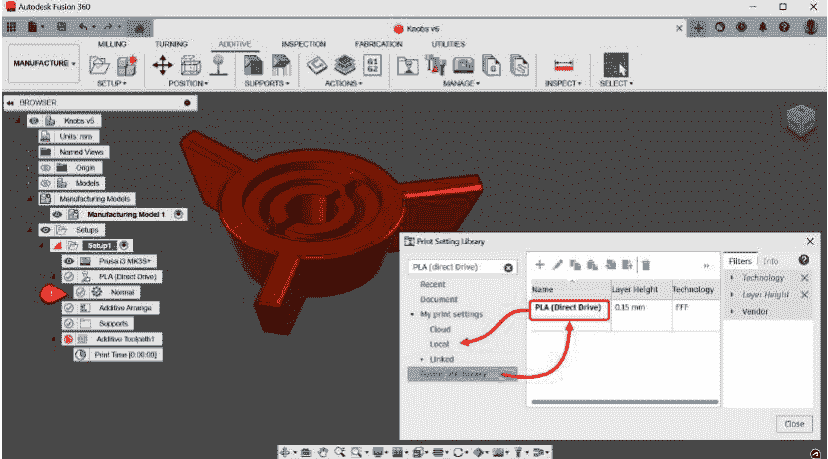 Autodesk Fusion 360
Knobs v6
MILLING TURNING ADDITIVE INSPECTION FABRICATION UTILITIES
MANUFACTURE
G1
G2
SETUP POSITION SUPPORTS ACTIONS MANAGE INSPECT SELECT
BROWSER
Knobs v6
Units: mm
Named Views
Origin
Models
Manufacturing Models
Manufacturing Model 1
Setups
Setup1
Prusa i3 MK3S+
PLA (Direct Drive)
Normal
Additive Arrange
Supports
Additive Toolpath1
Print Time [0:00:00]
Print Setting Library
PLA (direct Drive)
Recent
Document
My print settings
Cloud
Local
Linked
Name Layer Height Technology
PLA (Direct Drive) 0.15 mm FFF
Filters Info
Technology
Layer Height
Vendor
Close